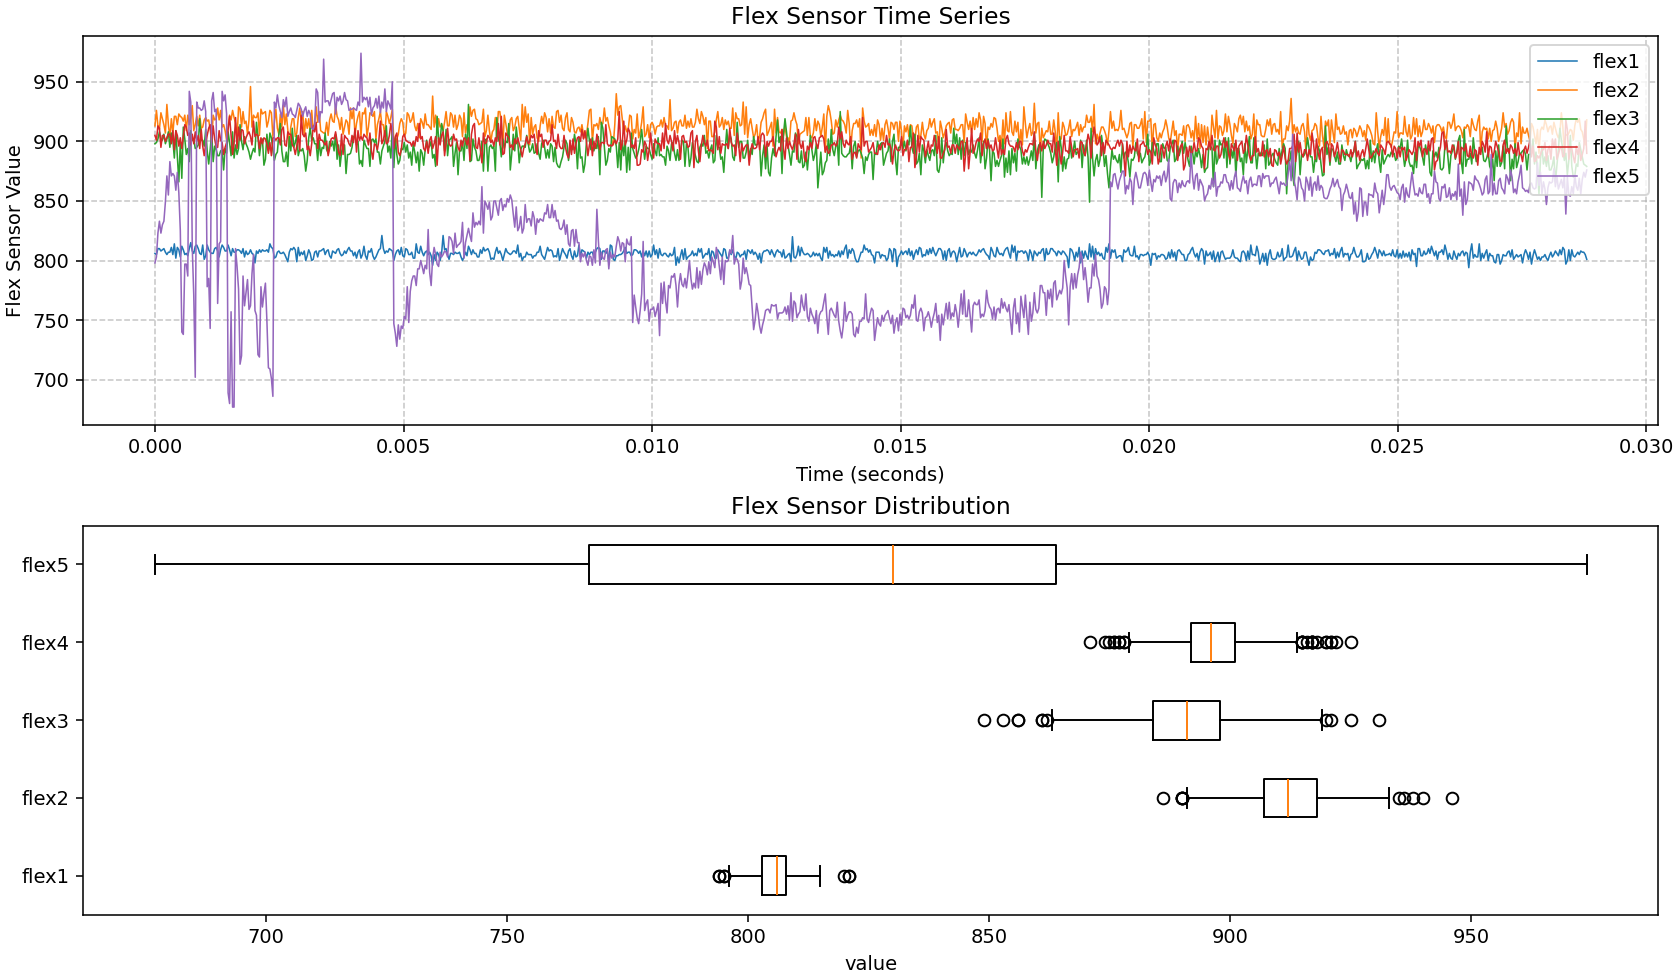 Flex Sensor Time Series
Flex Sensor Value
950
900
850
800
750
700
flex1
flex2
flex3
flex4
flex5
0.000 0.005 0.010 0.015 0.020 0.025 0.030
Time (seconds)
Flex Sensor Distribution
flex5
flex4
flex3
flex2
flex1
700 750 800 850 900 950
value